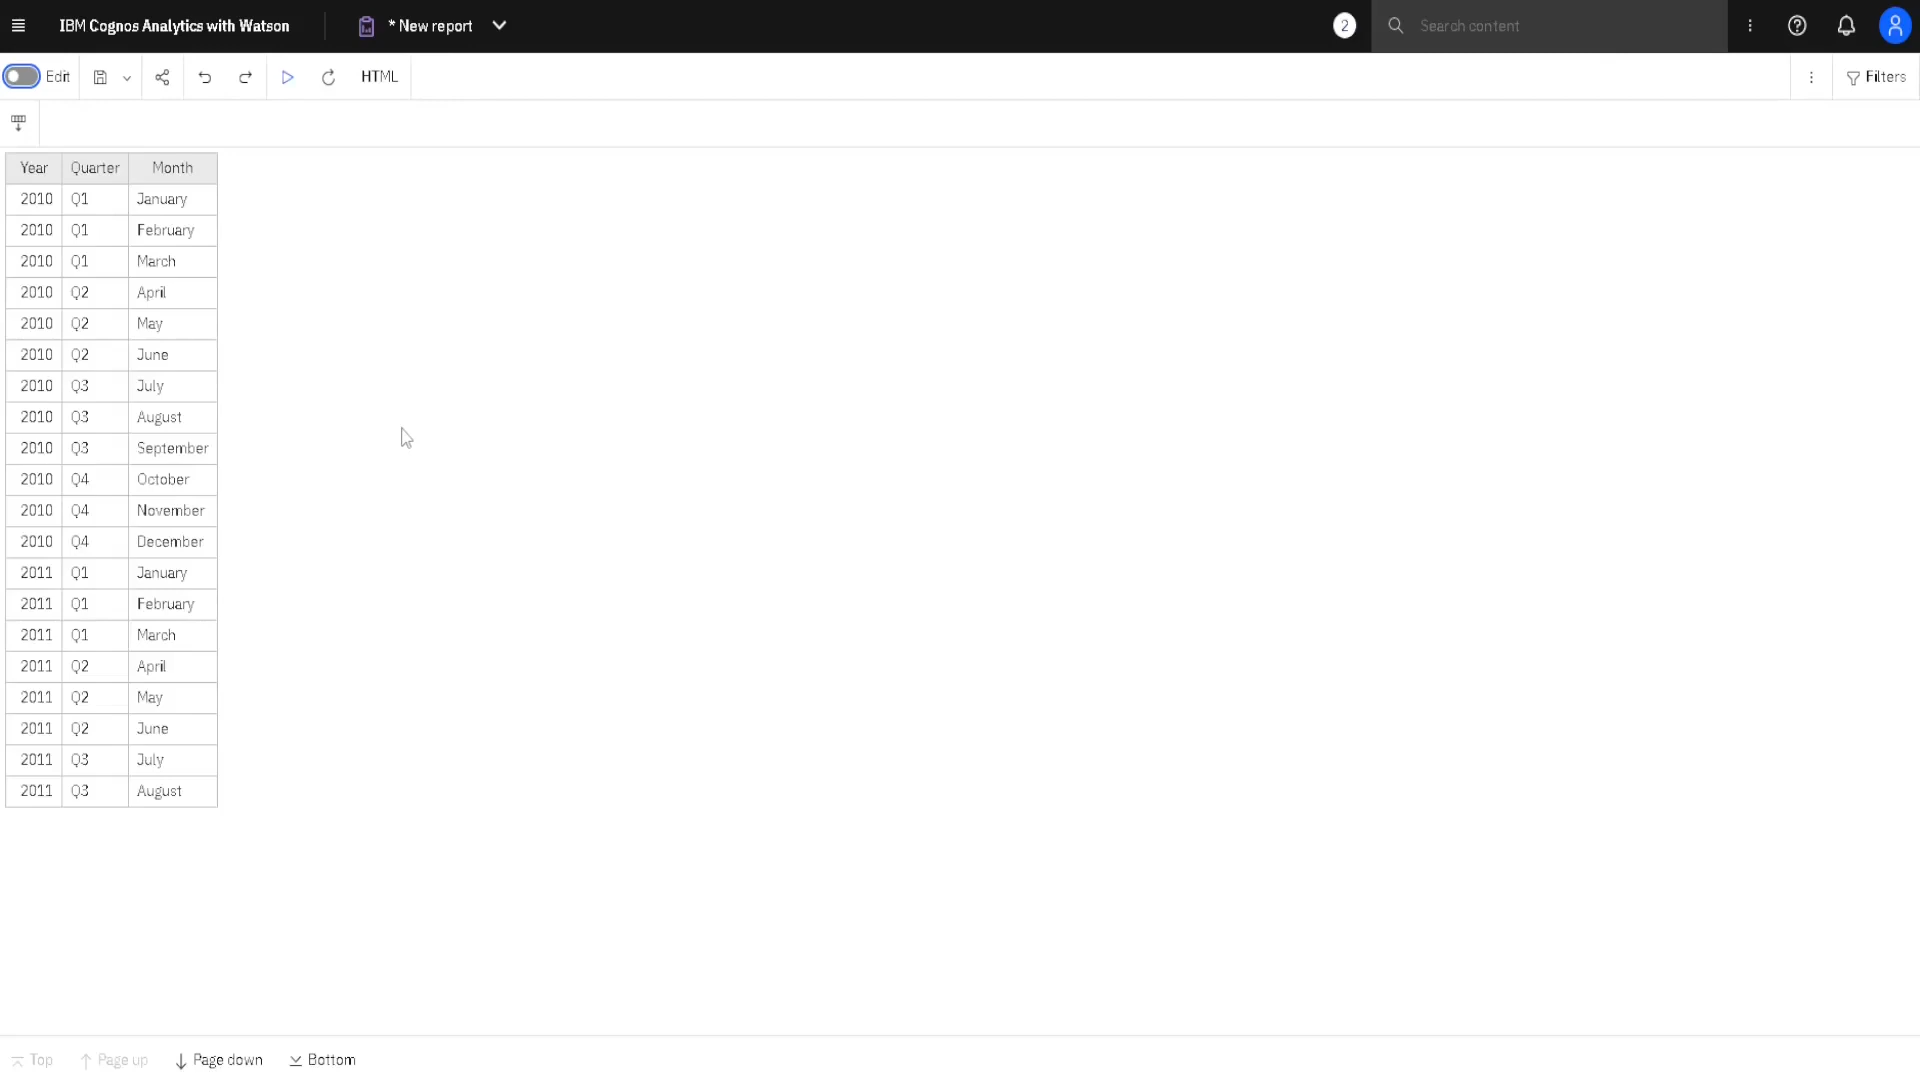 IBM Cognos Analytics with Watson * New report 2 Search content
Edit HTML Filters
Year Quarter Month
2010 Q1 January
2010 Q1 February
2010 Q1 March
2010 Q2 April
2010 Q2 May
2010 Q2 June
2010 Q3 July
2010 Q3 August
2010 Q3 September
2010 Q4 October
2010 Q4 November
2010 Q4 December
2011 Q1 January
2011 Q1 February
2011 Q1 March
2011 Q2 April
2011 Q2 May
2011 Q2 June
2011 Q3 July
2011 Q3 August
Top Page up Page down Bottom